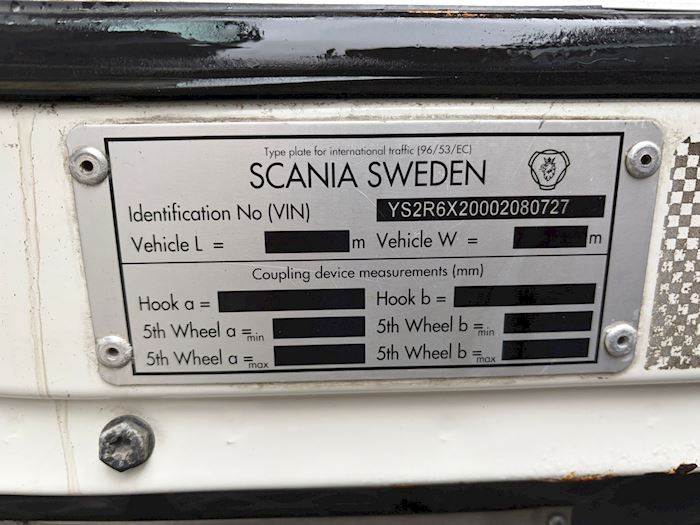 Type plate for international traffic (96/53/EC)
SCANIA SWEDEN
Identification No (VIN) YS2R6X20002080727
Vehicle L = m Vehicle W = m
Coupling device measurements (mm)
Hook a = Hook b =
5th Wheel a =min 5th Wheel b =min
5th Wheel a =max 5th Wheel b =max